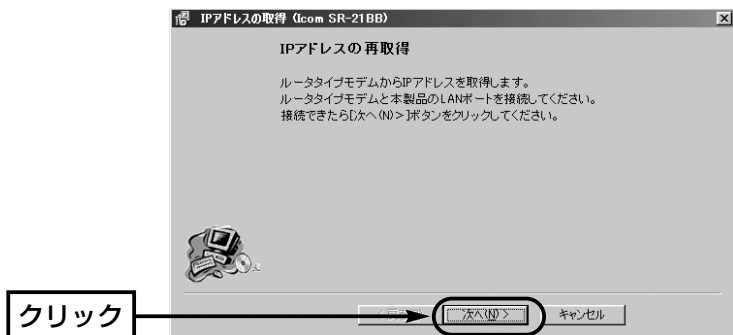 IPアドレスの取得 (Icom SR-21BB)
IPアドレスの再取得
ルータタイプモデムからIPアドレスを取得します。
ルータタイプモデムと本製品のLANポートを接続してください。
接続できたら[次へ(N)>]ボタンをクリックしてください。
クリック
次へ(N) >
キャンセル